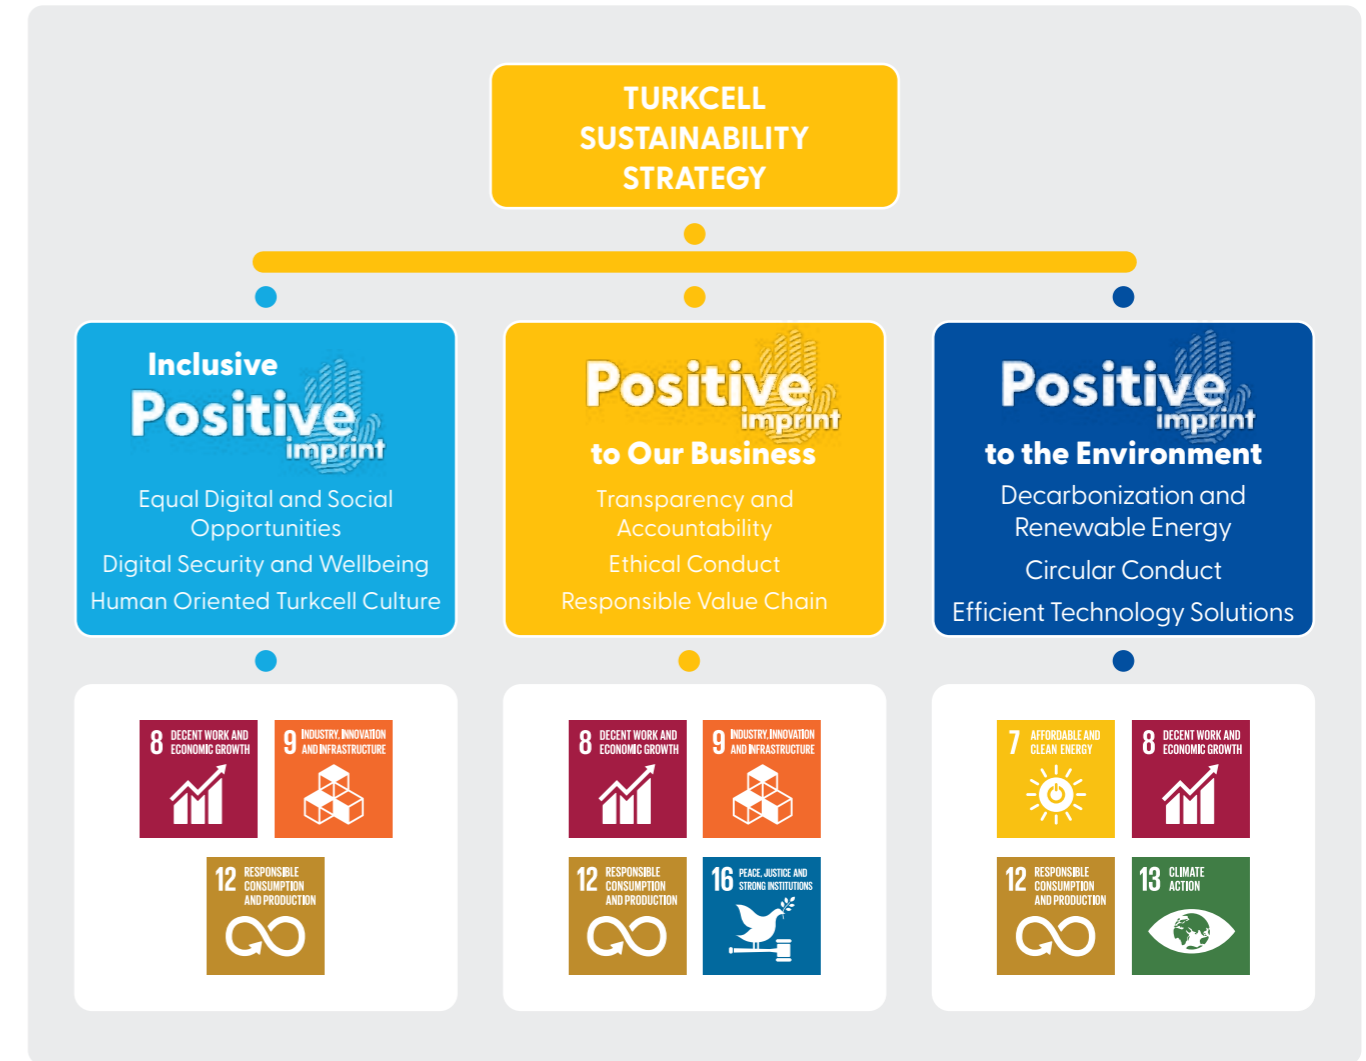 TURKCELL
SUSTAINABILITY
STRATEGY
Inclusive
Positive
imprint
Equal Digital and Social
Opportunities
Digital Security and Wellbeing
Human Oriented Turkcell Culture
Positive
imprint
to Our Business
Transparency and
Accountability
Ethical Conduct
Responsible Value Chain
Positive
imprint
to the Environment
Decarbonization and
Renewable Energy
Circular Conduct
Efficient Technology Solutions
8 DECENT WORK AND
ECONOMIC GROWTH
9 INDUSTRY, INNOVATION
AND INFRASTRUCTURE
12 RESPONSIBLE
CONSUMPTION
AND PRODUCTION
8 DECENT WORK AND
ECONOMIC GROWTH
9 INDUSTRY, INNOVATION
AND INFRASTRUCTURE
12 RESPONSIBLE
CONSUMPTION
AND PRODUCTION
16 PEACE, JUSTICE AND
STRONG INSTITUTIONS
7 AFFORDABLE AND
CLEAN ENERGY
8 DECENT WORK AND
ECONOMIC GROWTH
12 RESPONSIBLE
CONSUMPTION
AND PRODUCTION
13 CLIMATE
ACTION